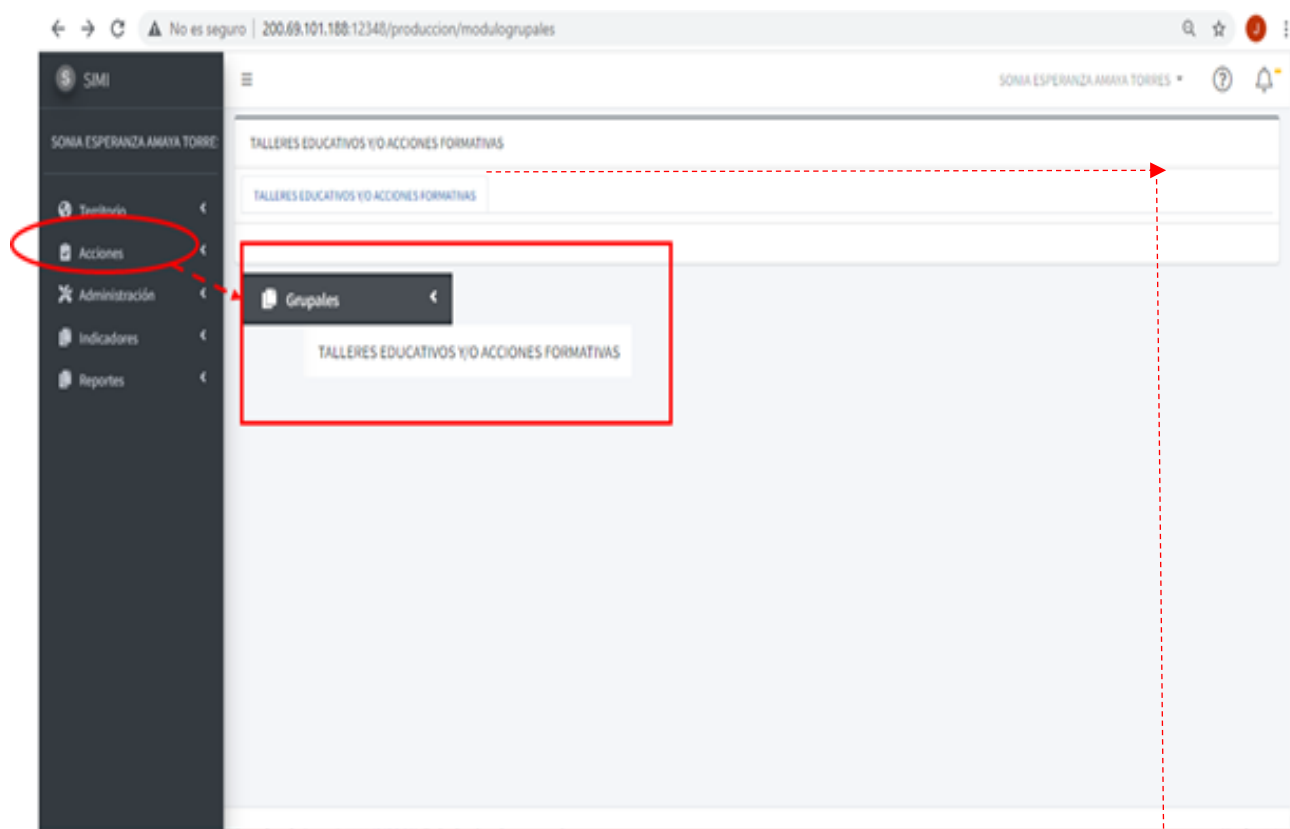 No es seguro | 200.69.101.188:12348/produccion/modulogrupales
J
S SIMI
SONIA ESPERANZA AMAYA TORRES
SONIA ESPERANZA AMAYA TORRE
TALLERES EDUCATIVOS Y/O ACCIONES FORMATIVAS
TALLERES EDUCATIVOS Y/O ACCIONES FORMATIVAS
Territorio
Acciones
Administración
Indicadores
Reportes
Grupales
TALLERES EDUCATIVOS Y/O ACCIONES FORMATIVAS